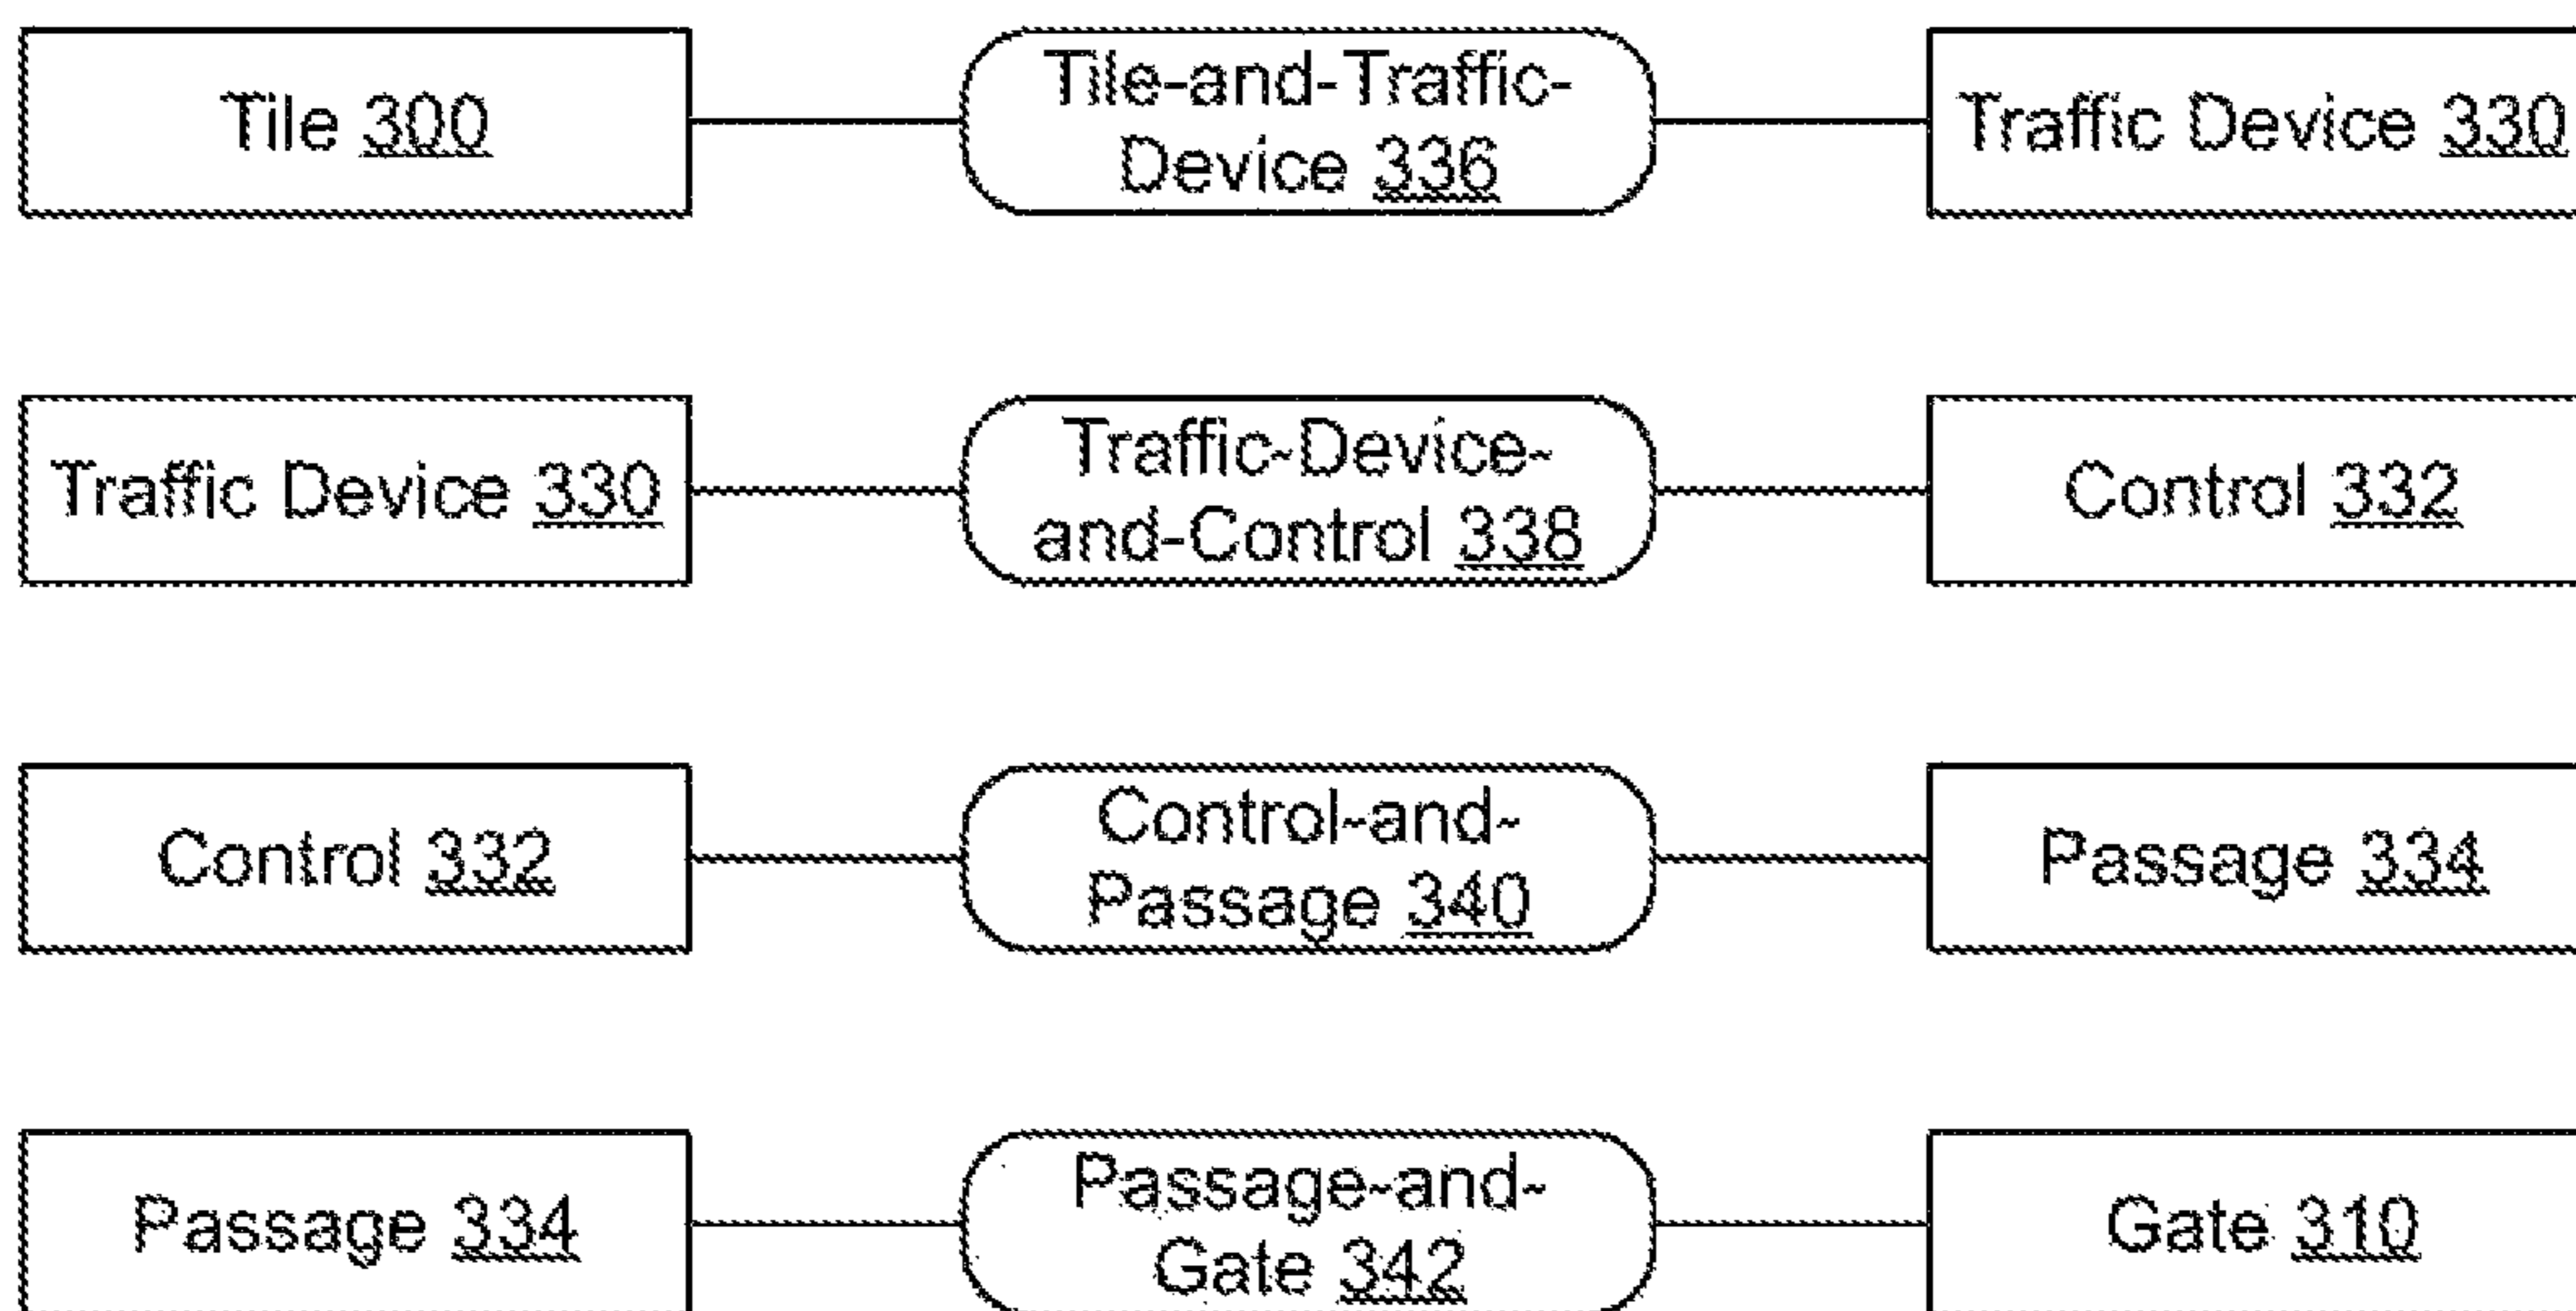 Tile 300
Tile-and-Traffic-
Device 336
Traffic Device 330
Traffic Device 330
Traffic-Device-
and-Control 338
Control 332
Control 332
Control-and-
Passage 340
Passage 334
Passage 334
Passage-and-
Gate 342
Gate 310